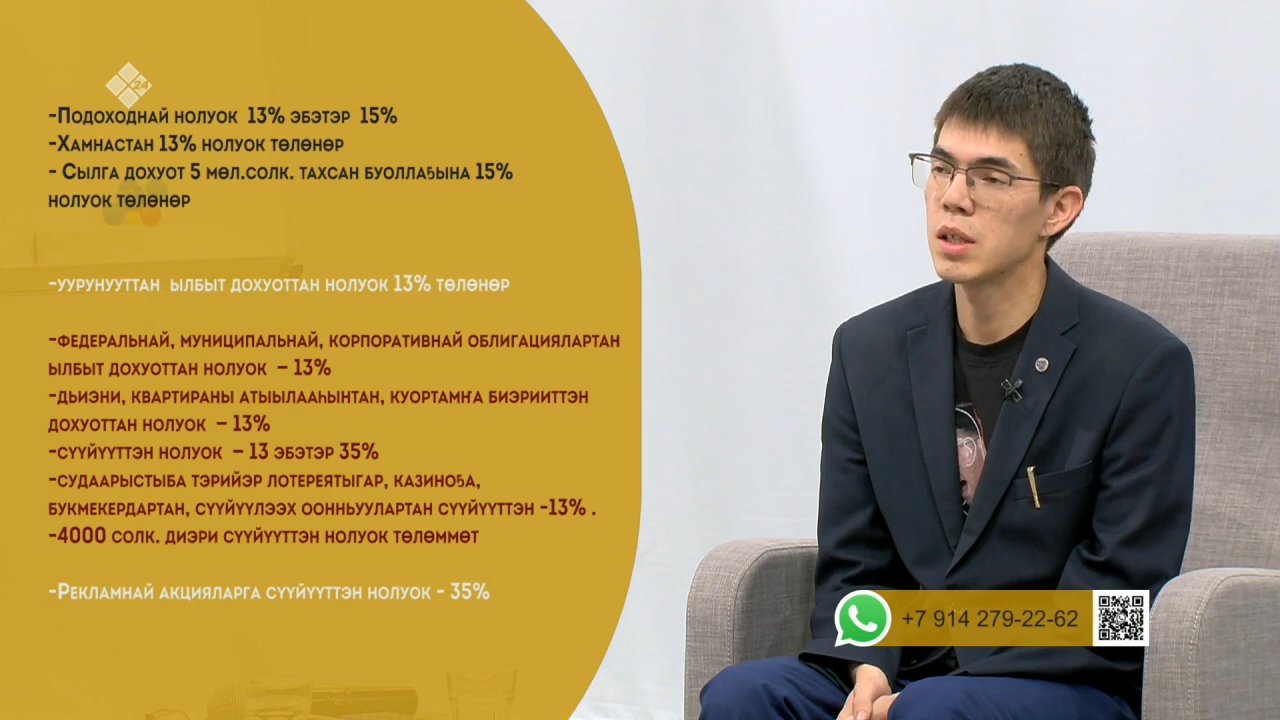 Х24
-Подоходнай нолуок 13% эбэтэр 15%
-Хамнастан 13% нолуок төлөнөр
- Сылга дохуот 5 мөл.солк. тахсан буоллаҕына 15%
нолуок төлөнөр
-уурунууттан ылбыт дохуоттан нолуок 13% төлөнөр
-федеральнай, муниципальнай, корпоративнай облигациялартан
ылбыт дохуоттан нолуок – 13%
-дьиэни, квартираны атыылааһынтан, куортамҥа биэрииттэн
дохуоттан нолуок – 13%
-сүүйүүттэн нолуок – 13 эбэтэр 35%
-судаарыстыба тэрийэр лотереятыгар, казиноҕа,
букмекердартан, сүүйүүлээх оонньуулартан сүүйүүттэн -13% .
-4000 солк. диэри сүүйүүттэн нолуок төлөммөт
-Рекламнай акцияларга сүүйүүттэн нолуок - 35%
+7 914 279-22-62